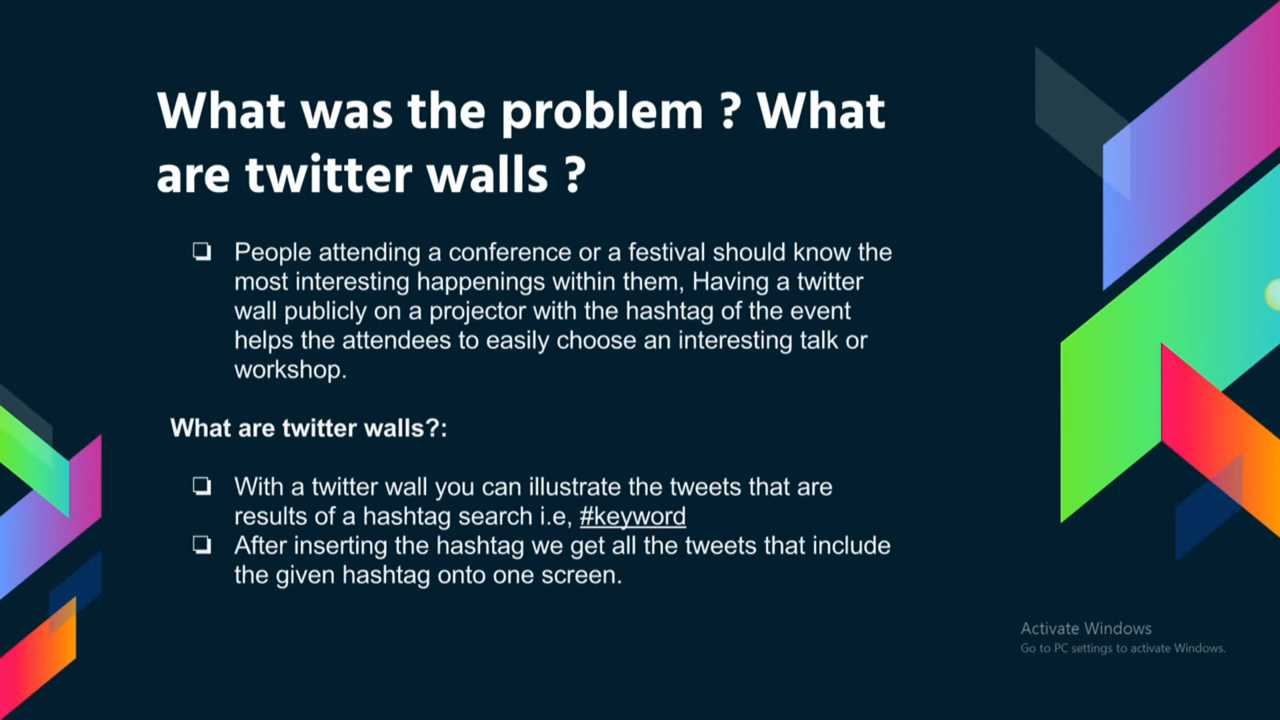 What was the problem ? What
are twitter walls ?
❏ People attending a conference or a festival should know the
most interesting happenings within them, Having a twitter
wall publicly on a projector with the hashtag of the event
helps the attendees to easily choose an interesting talk or
workshop.
What are twitter walls?:
❏ With a twitter wall you can illustrate the tweets that are
results of a hashtag search i.e, #keyword
❏ After inserting the hashtag we get all the tweets that include
the given hashtag onto one screen.
Activate Windows
Go to PC settings to activate Windows.